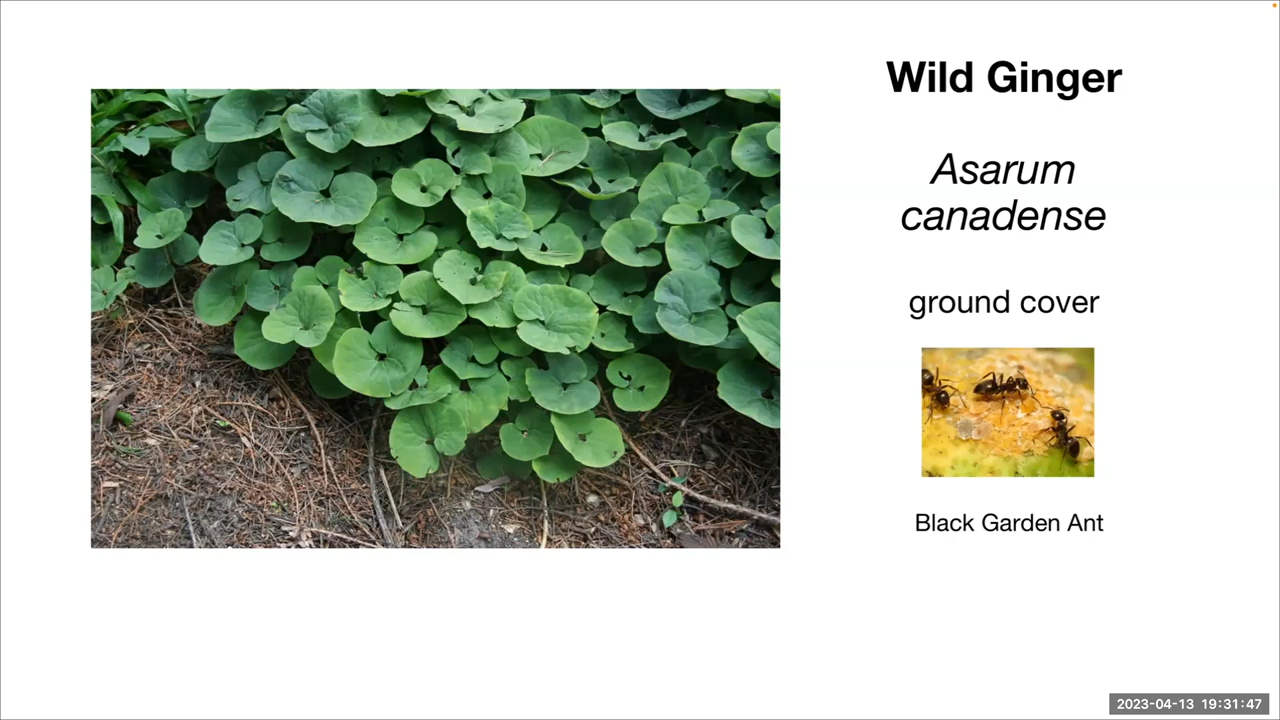 Wild Ginger
Asarum
canadense
ground cover
Black Garden Ant
2023-04-13 19:31:47